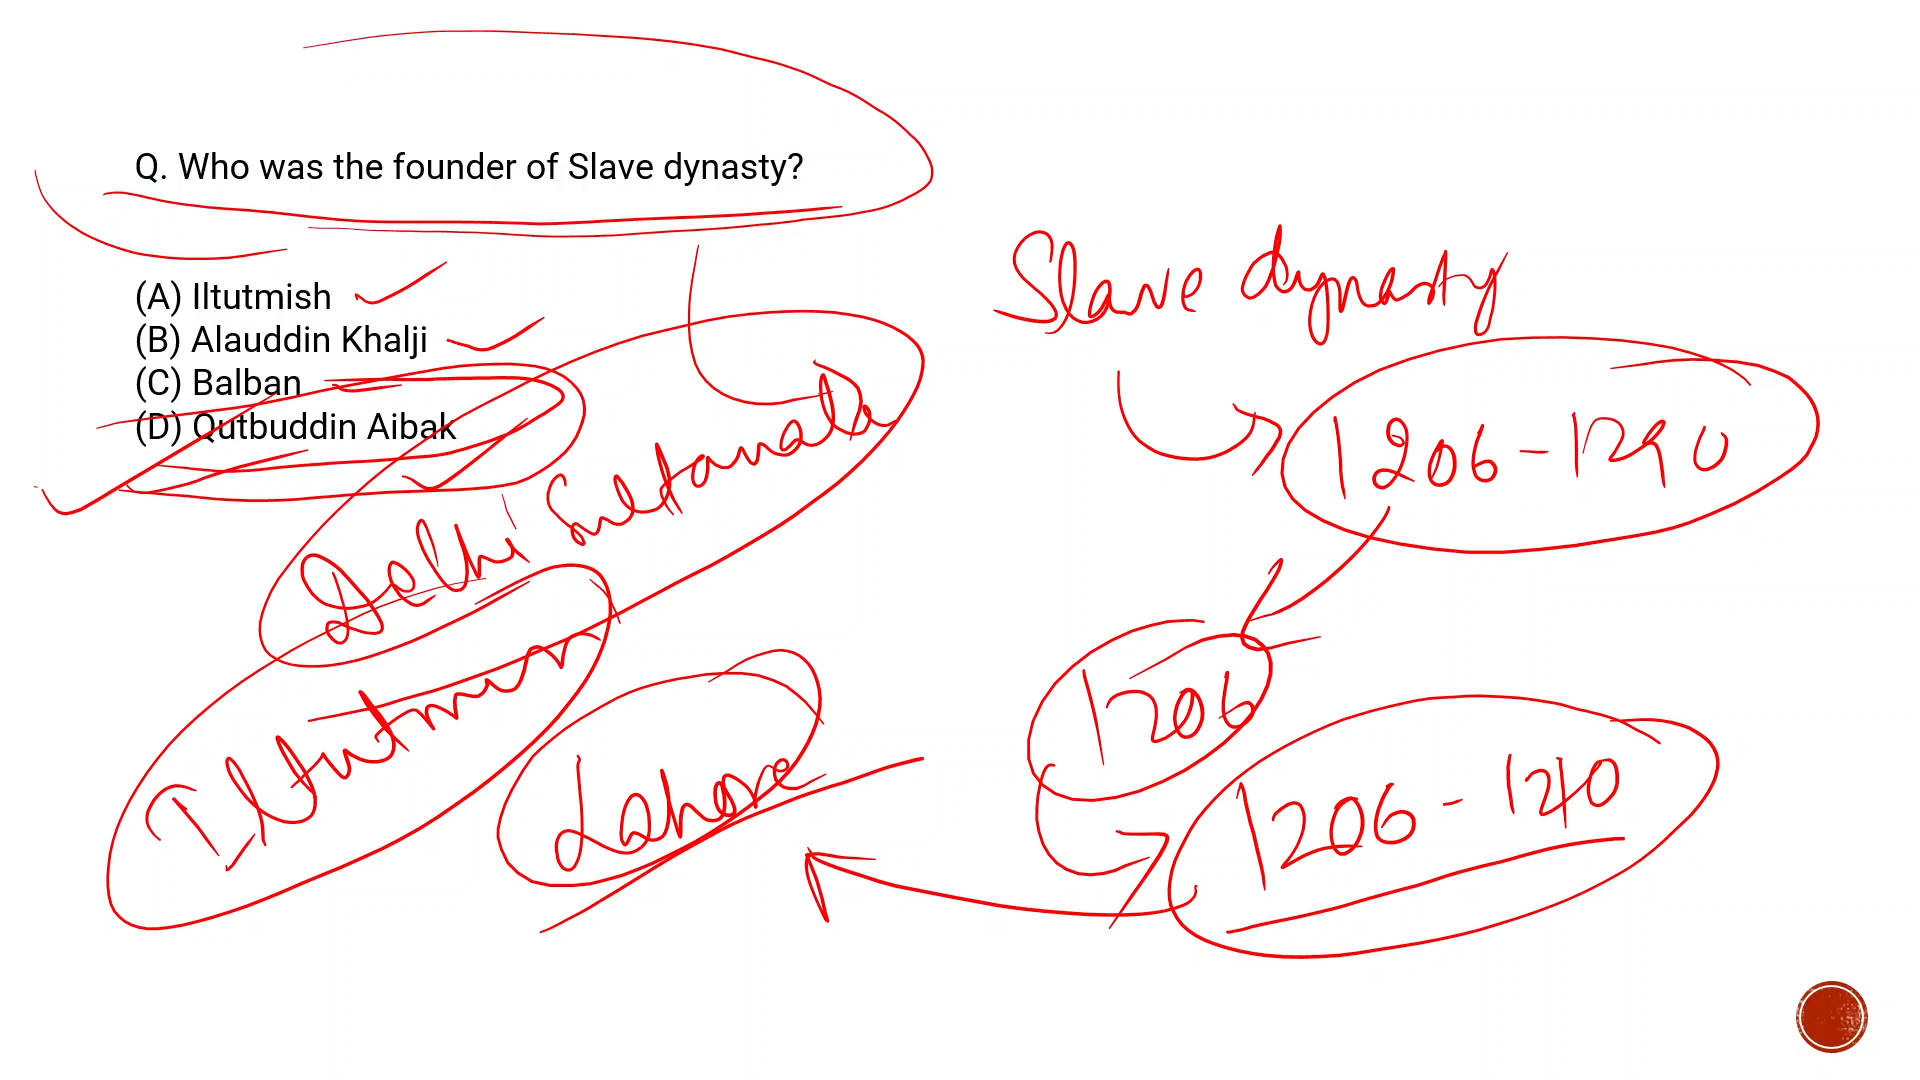 Q. Who was the founder of Slave dynasty?
(A) Iltutmish
(B) Alauddin Khalji
(C) Balban
(D) Qutbuddin Aibak
Slave dynasty
1206-1290
Delhi Sultanate
1206
1206-1210
Lahore